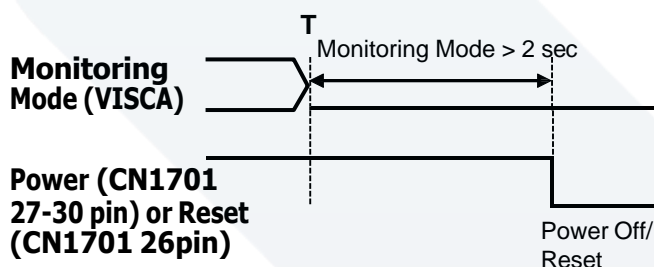 T
Monitoring Mode > 2 sec
Monitoring
Mode (VISCA)
Power (CN1701
27-30 pin) or Reset
(CN1701 26pin)
Power Off/
Reset